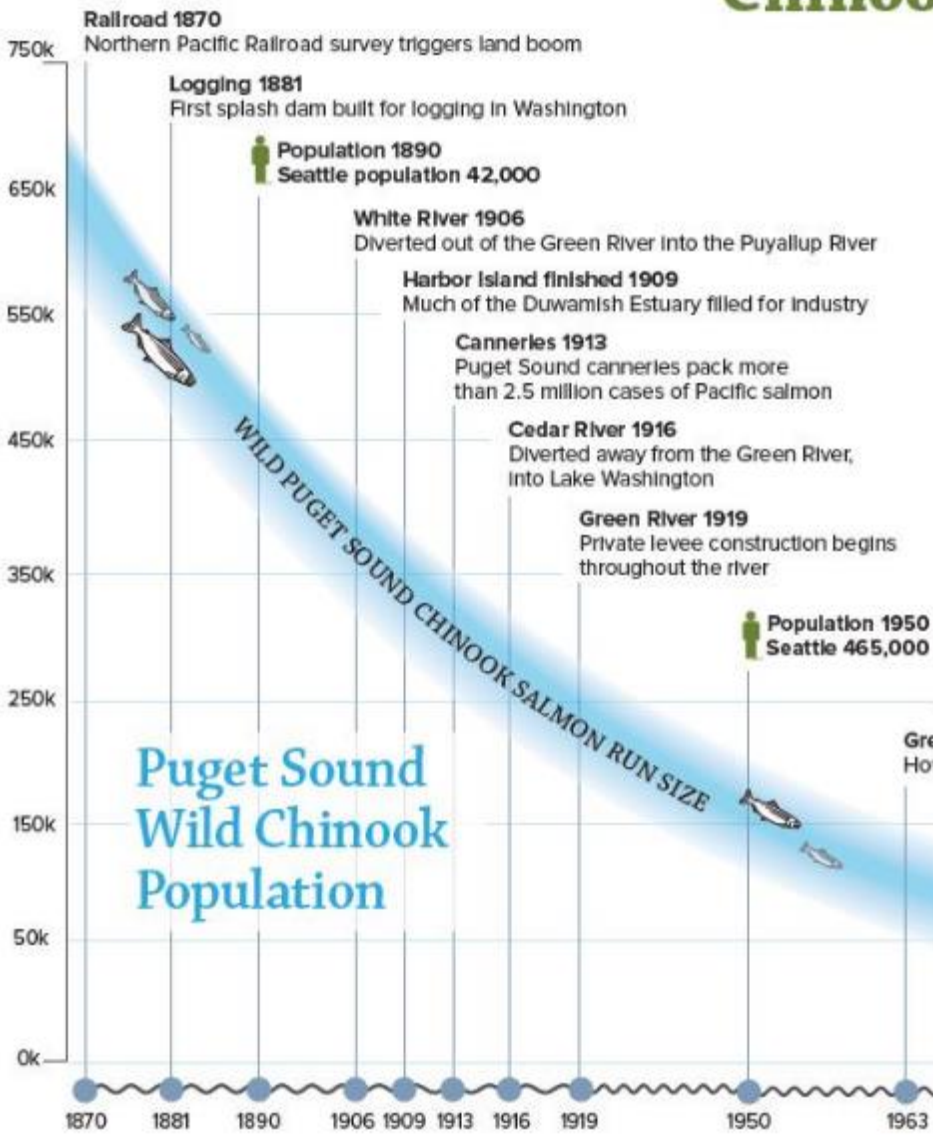 Railroad 1870
Northern Pacific Railroad survey triggers land boom
Logging 1881
First splash dam built for logging in Washington
Population 1890
Seattle population 42,000
White River 1906
Diverted out of the Green River into the Puyallup River
Harbor Island finished 1909
Much of the Duwamish Estuary filled for industry
Canneries 1913
Puget Sound canneries pack more
than 2.5 million cases of Pacific salmon
Cedar River 1916
Diverted away from the Green River,
into Lake Washington
Green River 1919
Private levee construction begins
throughout the river
Population 1950
Seattle 465,000
750k
650k
550k
450k
350k
250k
150k
50k
0k
WILD PUGET SOUND CHINOOK SALMON RUN SIZE
Puget Sound
Wild Chinook
Population
1870 1881 1890 1906 1909 1913 1916 1919 1950 1963